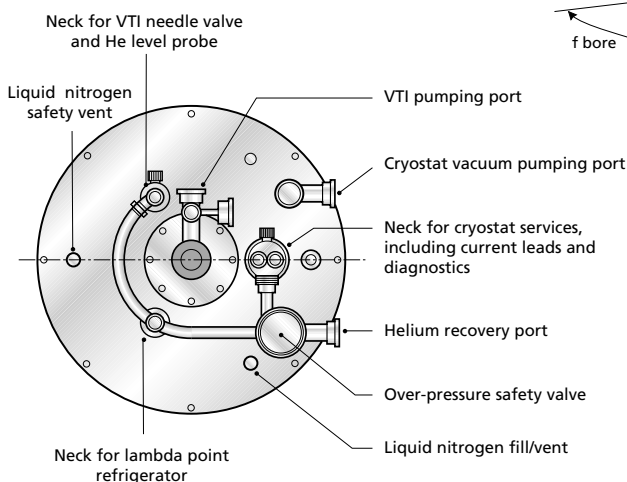 Neck for VTI needle valve
and He level probe
f bore
Liquid nitrogen
safety vent
VTI pumping port
Cryostat vacuum pumping port
Neck for cryostat services,
including current leads and
diagnostics
Helium recovery port
Over-pressure safety valve
Liquid nitrogen fill/vent
Neck for lambda point
refrigerator